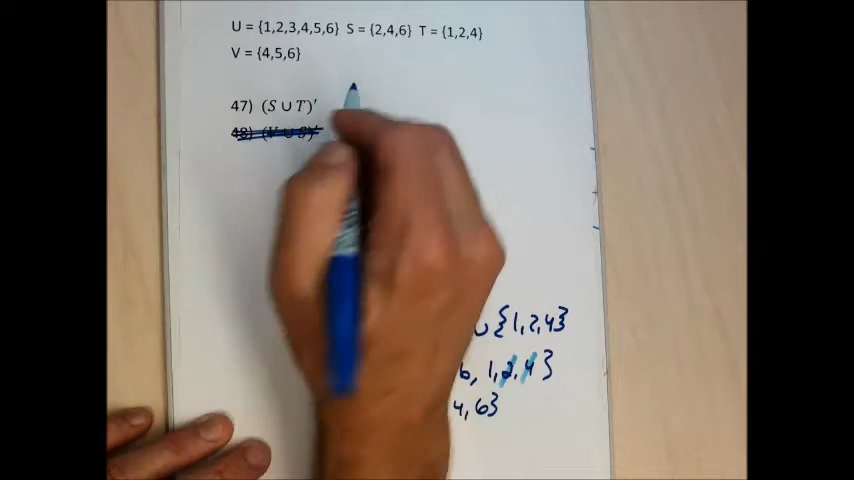 U = {1,2,3,4,5,6} S = {2,4,6} T = {1,2,4}
V = {4,5,6}
47) (S ∪ T)′
48) (V ∪ S)′
∪ {1,2,4}
6, 1,2,4}
4,6}